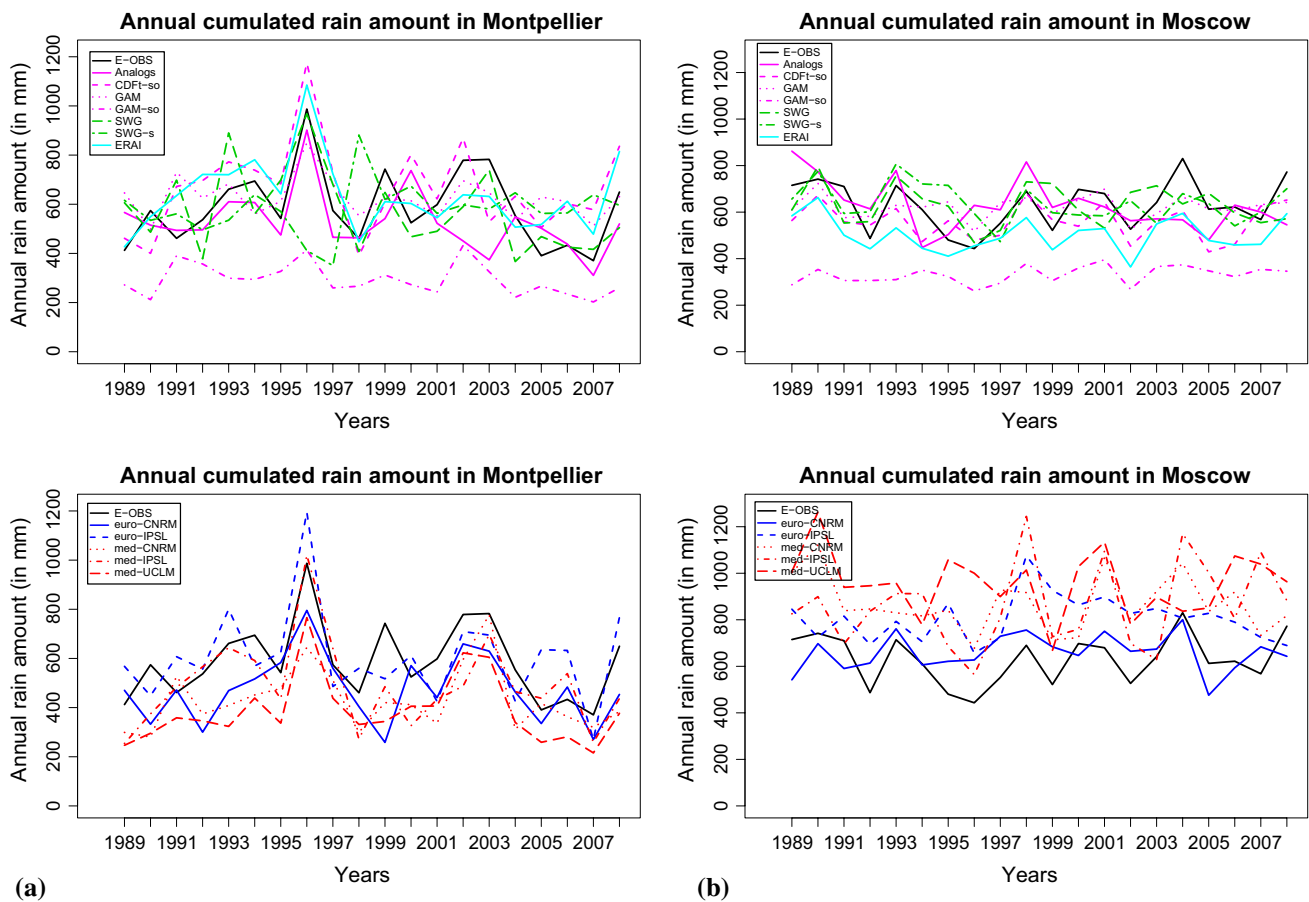 Annual cumulated rain amount in Montpellier
Annual rain amount (in mm)
0 200 400 600 800 1000 1200
E−OBS
Analogs
CDFt−so
GAM
GAM−so
SWG
SWG−s
ERAI
1989 1991 1993 1995 1997 1999 2001 2003 2005 2007
Years
Annual cumulated rain amount in Moscow
Annual rain amount (in mm)
0 200 400 600 800 1000 1200
E−OBS
Analogs
CDFt−so
GAM
GAM−so
SWG
SWG−s
ERAI
1989 1991 1993 1995 1997 1999 2001 2003 2005 2007
Years
Annual cumulated rain amount in Montpellier
Annual rain amount (in mm)
0 200 400 600 800 1000 1200
E−OBS
euro−CNRM
euro−IPSL
med−CNRM
med−IPSL
med−UCLM
1989 1991 1993 1995 1997 1999 2001 2003 2005 2007
Years
(a)
Annual cumulated rain amount in Moscow
Annual rain amount (in mm)
0 200 400 600 800 1000 1200
E−OBS
euro−CNRM
euro−IPSL
med−CNRM
med−IPSL
med−UCLM
1989 1991 1993 1995 1997 1999 2001 2003 2005 2007
Years
(b)